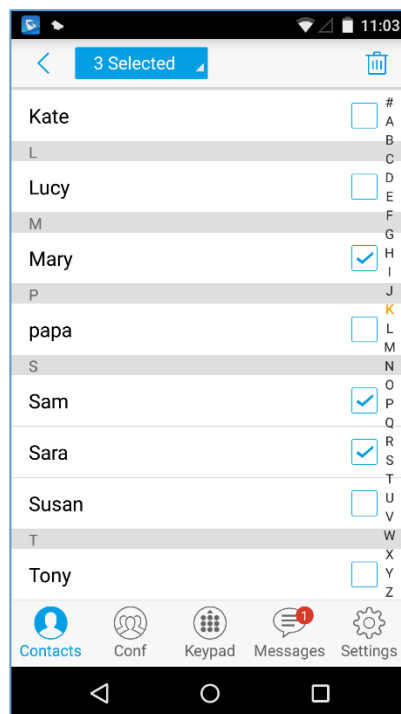 11:03
3 Selected
Kate
L
Lucy
M
Mary
P
papa
S
Sam
Sara
Susan
T
Tony
#
A
B
C
D
E
F
G
H
I
J
K
L
M
N
O
P
Q
R
S
T
U
V
W
X
Y
Z
1
Contacts Conf Keypad Messages Settings